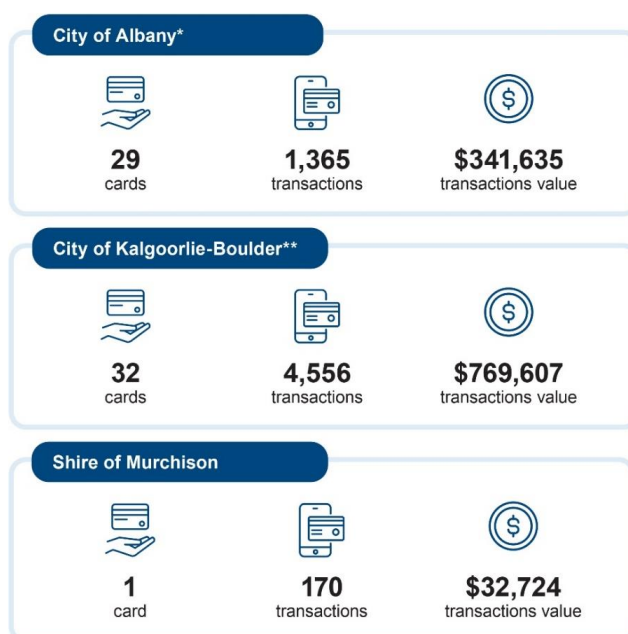 City of Albany*
29 1,365 $341,635
cards transactions transactions value
City of Kalgoorlie-Boulder**
32 4,556 $769,607
cards transactions transactions value
Shire of Murchison
1 170 $32,724
card transactions transactions value